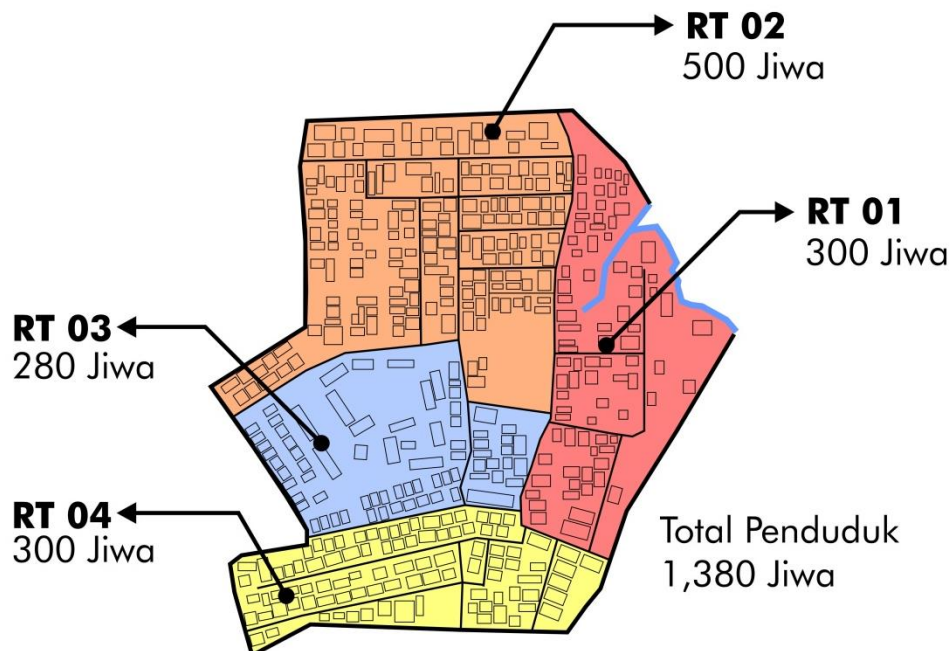 RT 02
500 Jiwa
RT 01
300 Jiwa
RT 03
280 Jiwa
RT 04
300 Jiwa
Total Penduduk
1,380 Jiwa